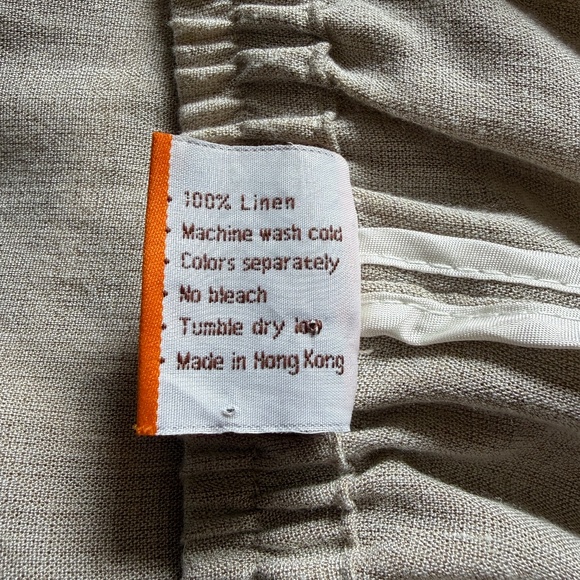 • 100% Linen
• Machine wash cold
• Colors separately
• No bleach
• Tumble dry low
• Made in Hong Kong